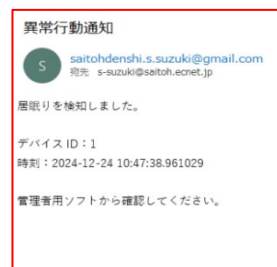 異常行動通知
S
saitohdenshi.s.suzuki@gmail.com
宛先 s-suzuki@saitoh.ecnet.jp
居眠りを検知しました。
デバイス ID：1
時刻：2024-12-24 10:47:38.961029
管理者用ソフトから確認してください。